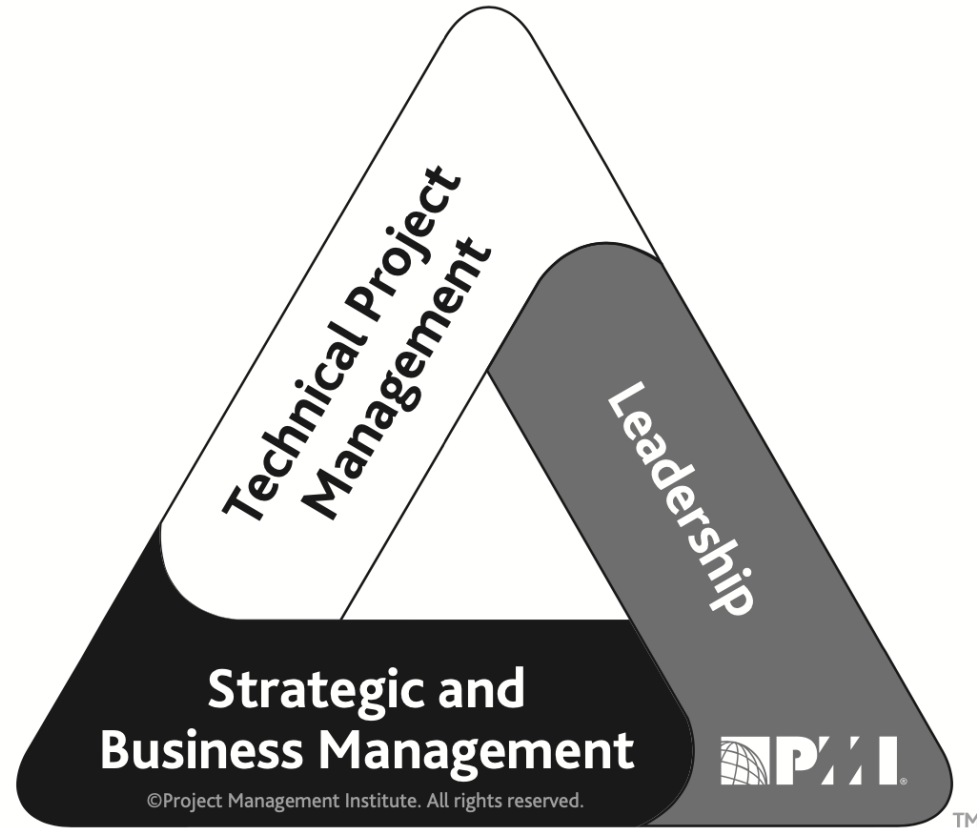 Technical Project
Management
Leadership
Strategic and
Business Management
©Project Management Institute. All rights reserved.
PMI®
TM